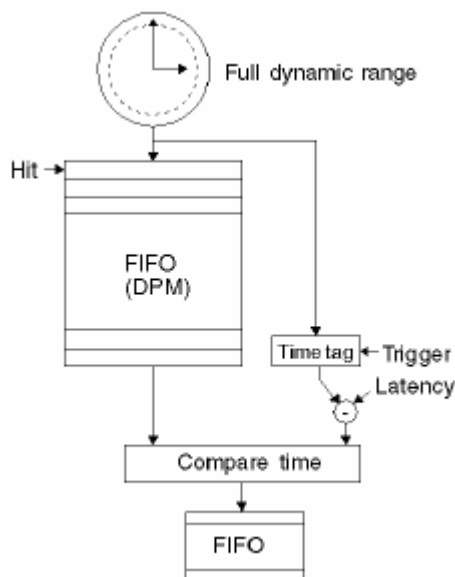 Full dynamic range
Hit
FIFO
(DPM)
Time tag
Trigger
Latency
-
Compare time
FIFO